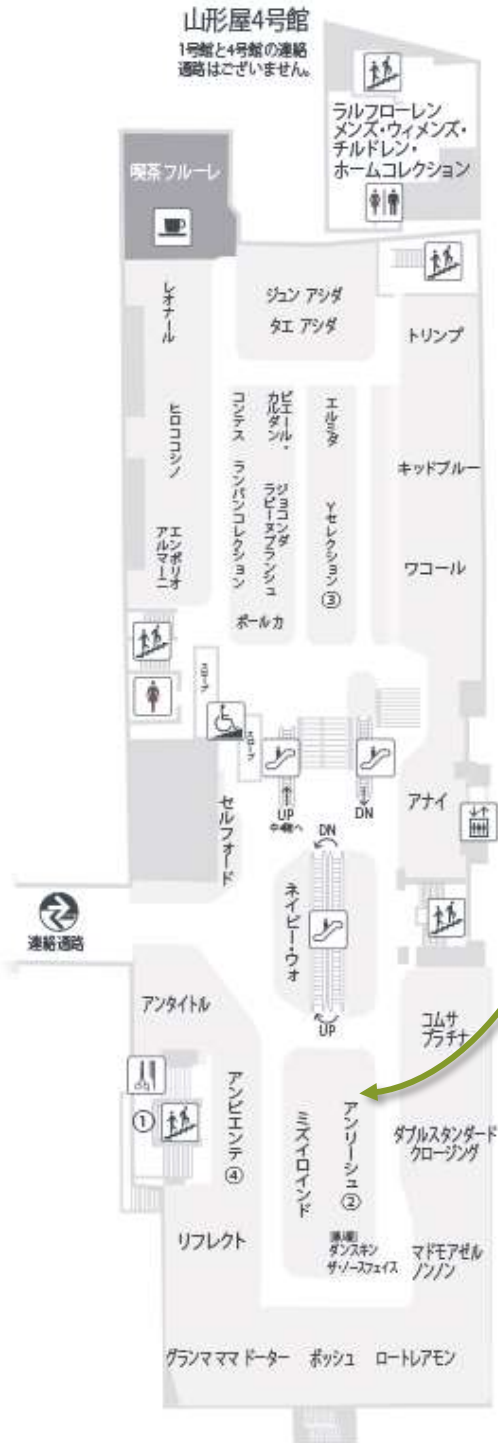 山形屋4号館
1号館と4号館の連絡
通路はございません。
ラルフローレン
メンズ・ウィメンズ・
チルドレン・
ホームコレクション
喫茶フルーレ
レオナール
ジュン アシダ
タエ アシダ
トリンプ
ヒロココシノ
コンテス
ピエール・
カルダン
エルミダ
キッドブルー
エンポリオ
アルマーニ
ランバンコレクション
ジョコンダ
ラピーヌブランシュ
Yセレクション③
ワコール
ポールカ
スロープ
スロープ
UP
中4階へ
DN
アナイ
セルフォード
DN
ネイビー・ウォ
UP
連絡通路
アンタイトル
コムサ
プラチナ
①
アンビエンテ④
ミズイロインド
アンリーシュ②
ダブルスタンダード
クロージング
リフレクト
ダンスキン
ザ・ノースフェイス
マドモアゼル
ノンノン
グランマ ママ ドーター
ボッシュ
ロートレアモン